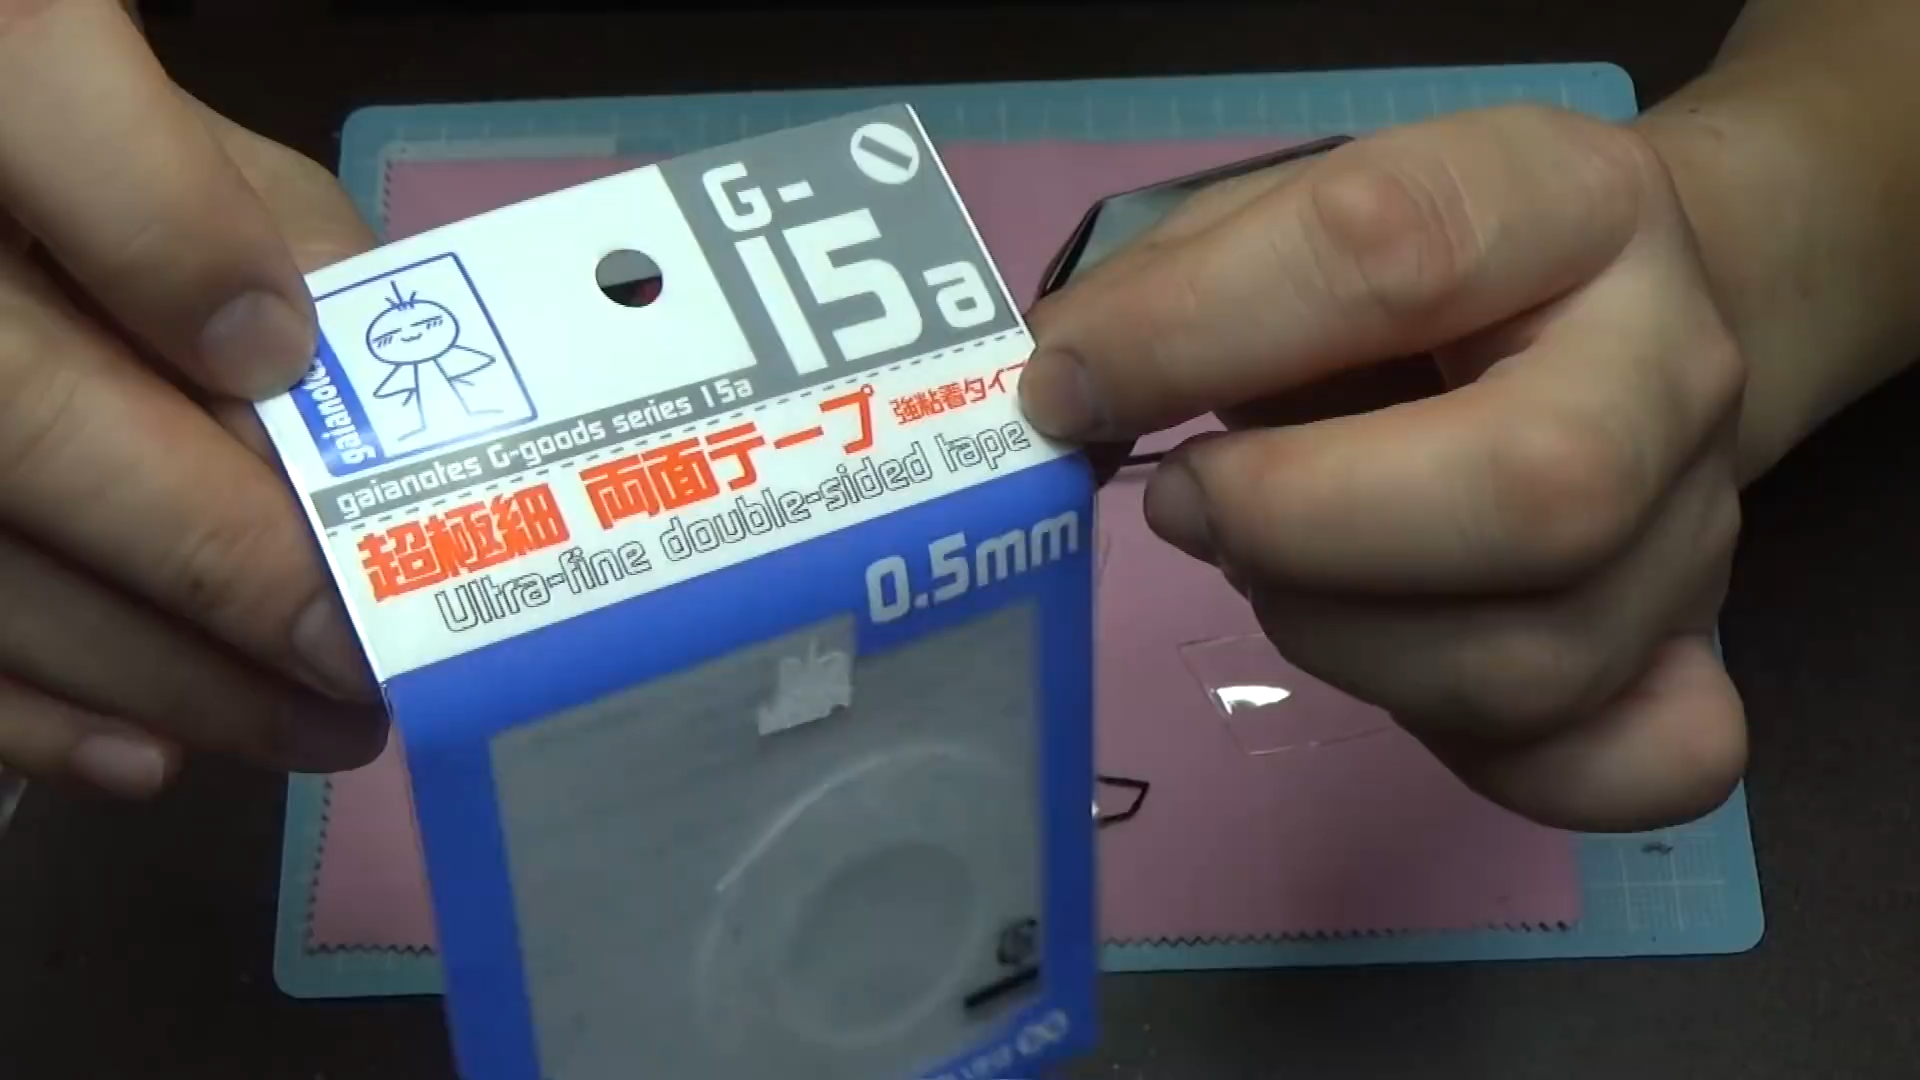 G-
15a
gaianotes
gaianotes G-goods series 15a
超極細 両面テープ 強粘着タイプ
Ultra-fine double-sided tape
0.5mm